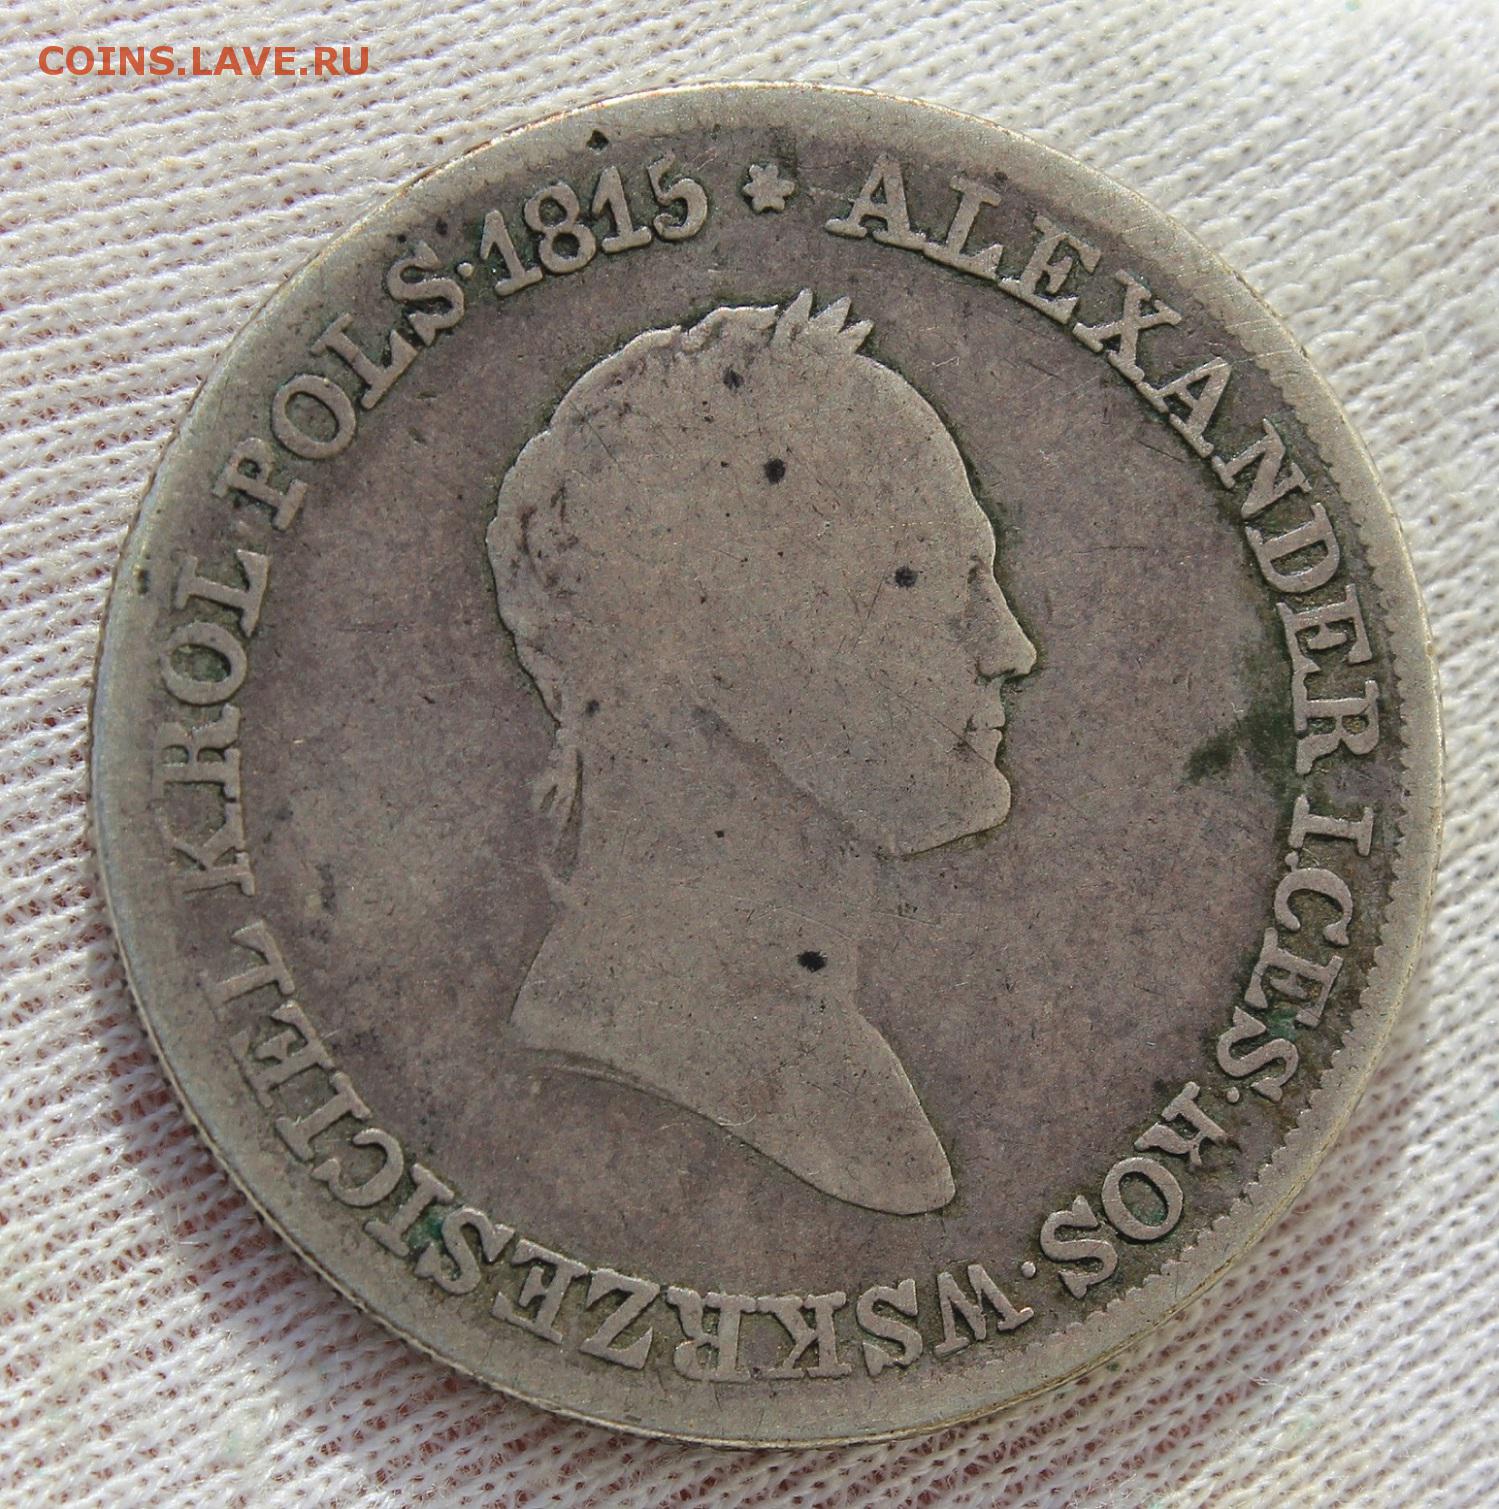 COINS.LAVE.RU
ALEXANDER I. CES. ROS. WSKRZESICIEL KROL. POLS. 1815 *